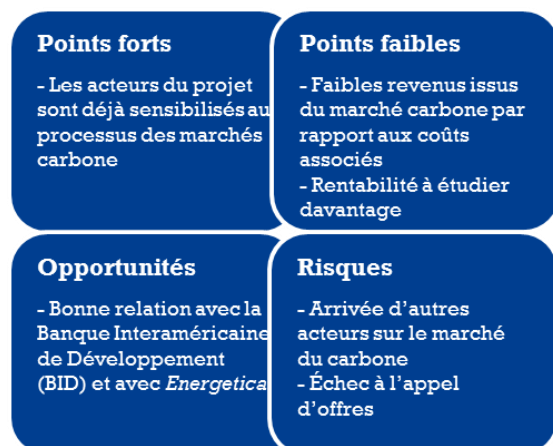 Points forts
- Les acteurs du projet
sont déjà sensibilisés au
processus des marchés
carbone
Points faibles
- Faibles revenus issus
du marché carbone par
rapport aux coûts
associés
- Rentabilité à étudier
davantage
Opportunités
- Bonne relation avec la
Banque Interaméricaine
de Développement
(BID) et avec Energetica
Risques
- Arrivée d’autres
acteurs sur le marché
du carbone
- Échec à l’appel
d’offres